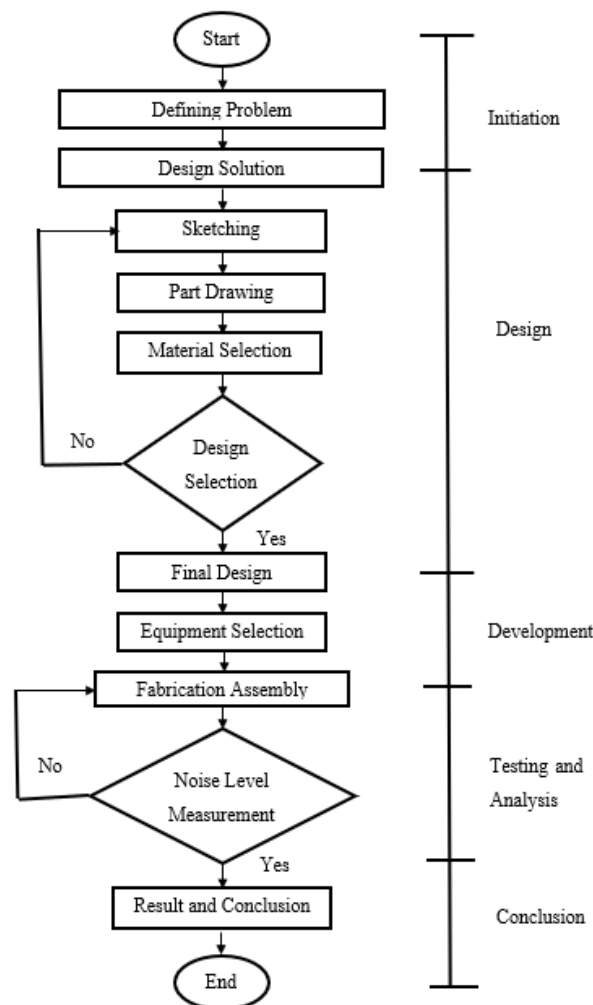 Start
Defining Problem
Initiation
Design Solution
Sketching
Part Drawing
Design
Material Selection
No
Design
Selection
Yes
Final Design
Equipment Selection
Development
Fabrication Assembly
No
Noise Level
Measurement
Testing and
Analysis
Yes
Result and Conclusion
Conclusion
End